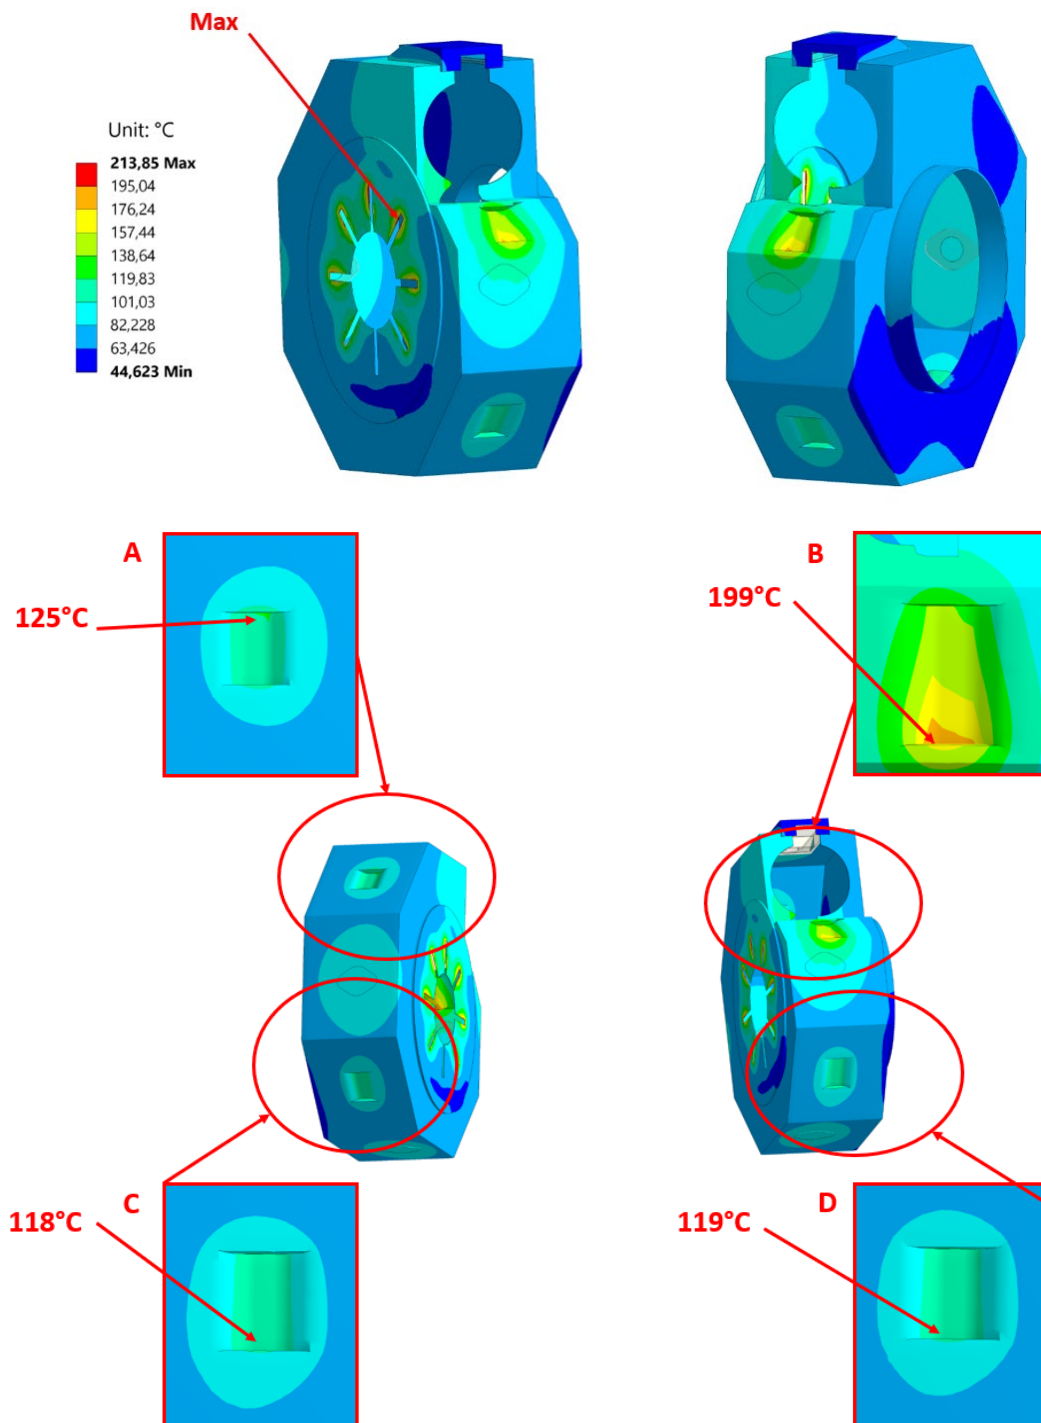 Max
Unit: °C
213,85 Max
195,04
176,24
157,44
138,64
119,83
101,03
82,228
63,426
44,623 Min
A
125°C
B
199°C
C
118°C
D
119°C